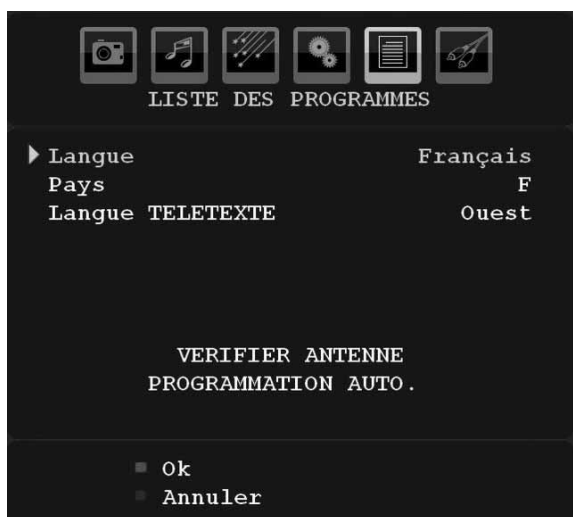 LISTE DES PROGRAMMES
Langue Français
Pays F
Langue TELETEXTE Ouest
VERIFIER ANTENNE
PROGRAMMATION AUTO.
Ok
Annuler